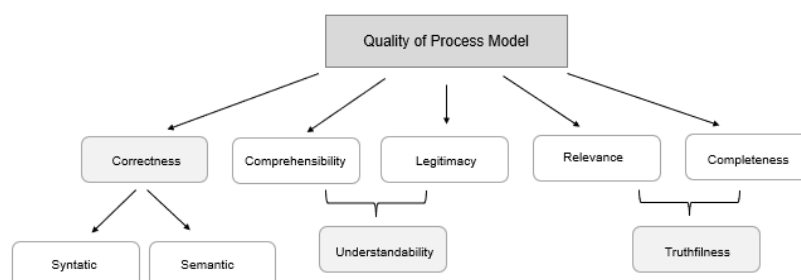 Quality of Process Model
Correctness
Comprehensibility
Legitimacy
Relevance
Completeness
Syntatic
Semantic
Understandability
Truthfilness